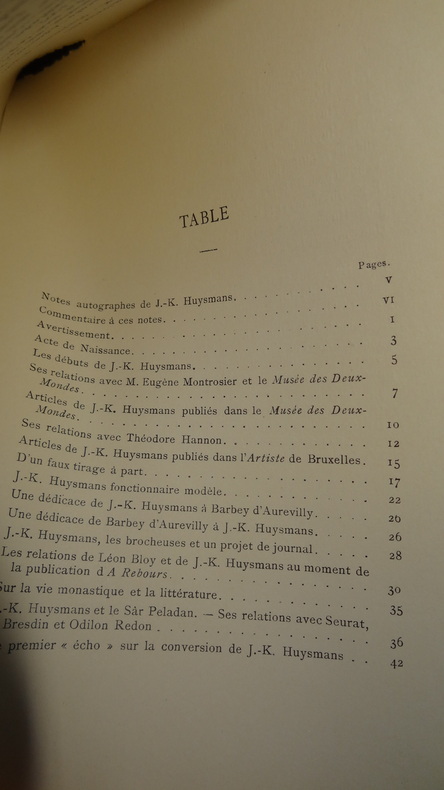 TABLE
Pages.
Notes autographes de J.-K. Huysmans. . . . . . . . . . . V
Commentaire à ces notes. . . . . . . . . . . . . . . . . VI
Avertissement. . . . . . . . . . . . . . . . . . . . . . 1
Acte de Naissance. . . . . . . . . . . . . . . . . . . . 3
Les débuts de J.-K. Huysmans. . . . . . . . . . . . . . 5
Ses relations avec M. Eugène Montrosier et le Musée des Deux-
Mondes. . . . . . . . . . . . . . . . . . . . . . . . . 7
Articles de J.-K. Huysmans publiés dans le Musée des Deux-
Mondes. . . . . . . . . . . . . . . . . . . . . . . . . 10
Ses relations avec Théodore Hannon. . . . . . . . . . . 12
Articles de J.-K. Huysmans publiés dans l'Artiste de Bruxelles. 15
D'un faux tirage à part. . . . . . . . . . . . . . . . . 17
J.-K. Huysmans fonctionnaire modèle. . . . . . . . . . . 22
Une dédicace de J.-K. Huysmans à Barbey d'Aurevilly. . . 20
Une dédicace de Barbey d'Aurevilly à J.-K. Huysmans. . . 26
J.-K. Huysmans, les brocheuses et un projet de journal. . . 28
Les relations de Léon Bloy et de J.-K. Huysmans au moment de
la publication d'A Rebours. . . . . . . . . . . . . . . 30
Sur la vie monastique et la littérature. . . . . . . . . 35
.-K. Huysmans et le Sâr Peladan. — Ses relations avec Seurat,
Bresdin et Odilon Redon . . . . . . . . . . . . . . . . 36
premier « écho » sur la conversion de J.-K. Huysmans . . 42